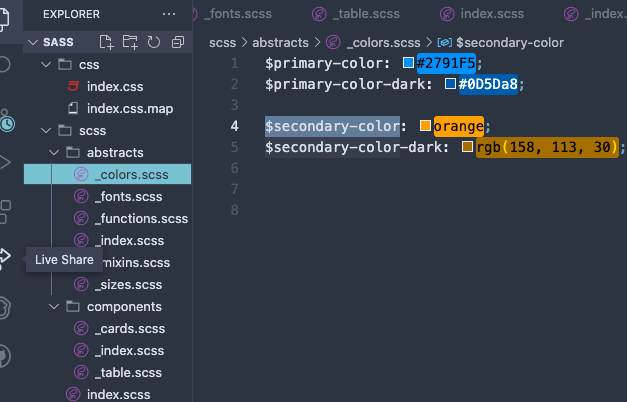 EXPLORER ···
SASS
css
index.css
index.css.map
scss
abstracts
_colors.scss
_fonts.scss
_functions.scss
_index.scss
mixins.scss
Live Share
_sizes.scss
components
_cards.scss
_index.scss
_table.scss
index.scss
_fonts.scss _table.scss index.scss _index.
scss > abstracts > _colors.scss > $secondary-color
1 $primary-color: #2791F5;
2 $primary-color-dark: #0D5Da8;
3
4 $secondary-color: orange;
5 $secondary-color-dark: rgb(158, 113, 30);
6
7
8